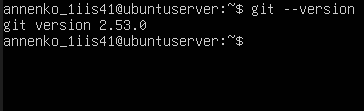 annenko_1iis41@ubuntuserver:~$ git --version
git version 2.53.0
annenko_1iis41@ubuntuserver:~$